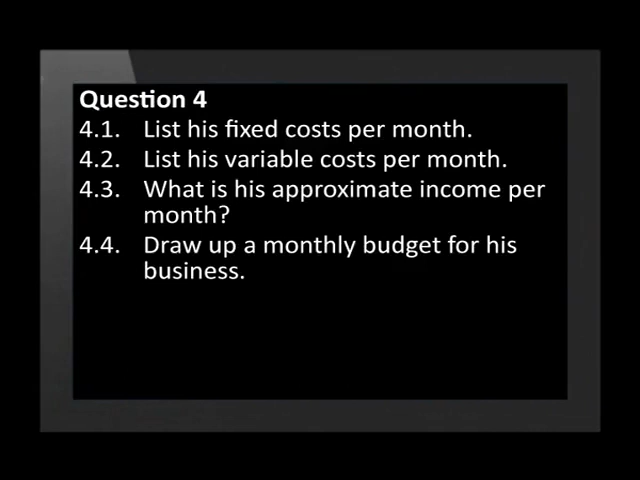 Question 4
4.1. List his fixed costs per month.
4.2. List his variable costs per month.
4.3. What is his approximate income per
month?
4.4. Draw up a monthly budget for his
business.